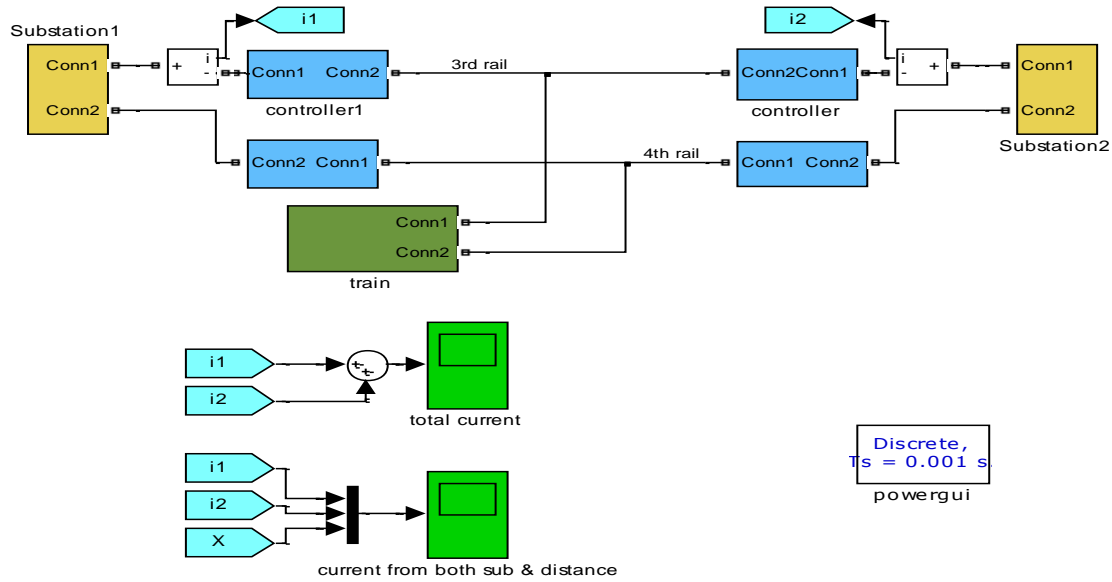 i1
i2
Substation1
Conn1
Conn2
+
i
-
Conn1 Conn2
controller1
3rd rail
Conn2Conn1
controller
i
-
+
Conn1
Conn2
Substation2
Conn2 Conn1
4th rail
Conn1 Conn2
Conn1
Conn2
train
i1
i2
+
+
total current
Discrete,
Ts = 0.001 s.
powergui
i1
i2
X
current from both sub & distance